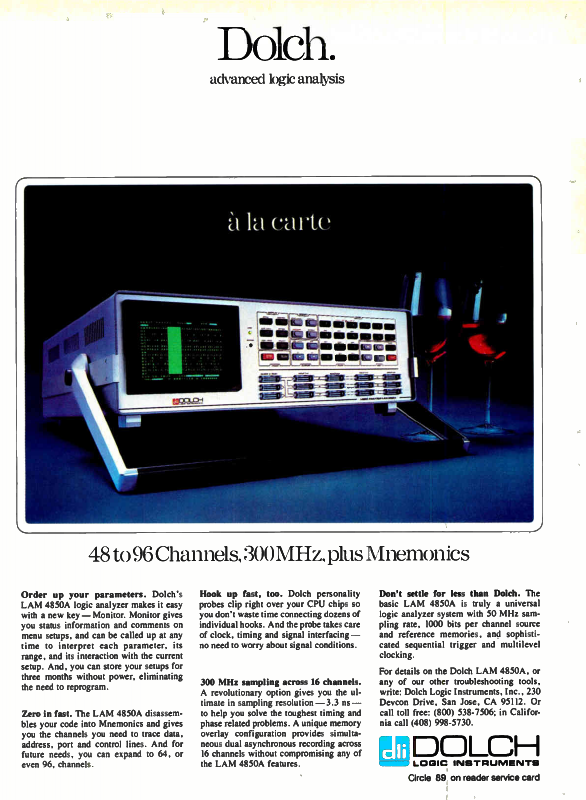 Dolch.
advanced logic analysis
à la carte
DOLCH
48 to 96 Channels, 300 MHz, plus Mnemonics
Order up your parameters. Dolch's
LAM 4850A logic analyzer makes it easy
with a new key — Monitor. Monitor gives
you status information and comments on
menu setups, and can be called up at any
time to interpret each parameter, its
range, and its interaction with the current
setup. And, you can store your setups for
three months without power, eliminating
the need to reprogram.
Zero in fast. The LAM 4850A disassem-
bles your code into Mnemonics and gives
you the channels you need to trace data,
address, port and control lines. And for
future needs, you can expand to 64, or
even 96, channels.
Hook up fast, too. Dolch personality
probes clip right over your CPU chips so
you don't waste time connecting dozens of
individual hooks. And the probe takes care
of clock, timing and signal interfacing —
no need to worry about signal conditions.
300 MHz sampling across 16 channels.
A revolutionary option gives you the ul-
timate in sampling resolution — 3.3 ns —
to help you solve the toughest timing and
phase related problems. A unique memory
overlay configuration provides simulta-
neous dual asynchronous recording across
16 channels without compromising any of
the LAM 4850A features.
Don't settle for less than Dolch. The
basic LAM 4850A is truly a universal
logic analyzer system with 50 MHz sam-
pling rate, 1000 bits per channel source
and reference memories, and sophisti-
cated sequential trigger and multilevel
clocking.
For details on the Dolch LAM 4850A, or
any of our other troubleshooting tools,
write: Dolch Logic Instruments, Inc., 230
Devcon Drive, San Jose, CA 95112. Or
call toll free: (800) 538-7506; in Califor-
nia call (408) 998-5730.
dli DOLCH
LOGIC INSTRUMENTS
Circle 89 on reader service card